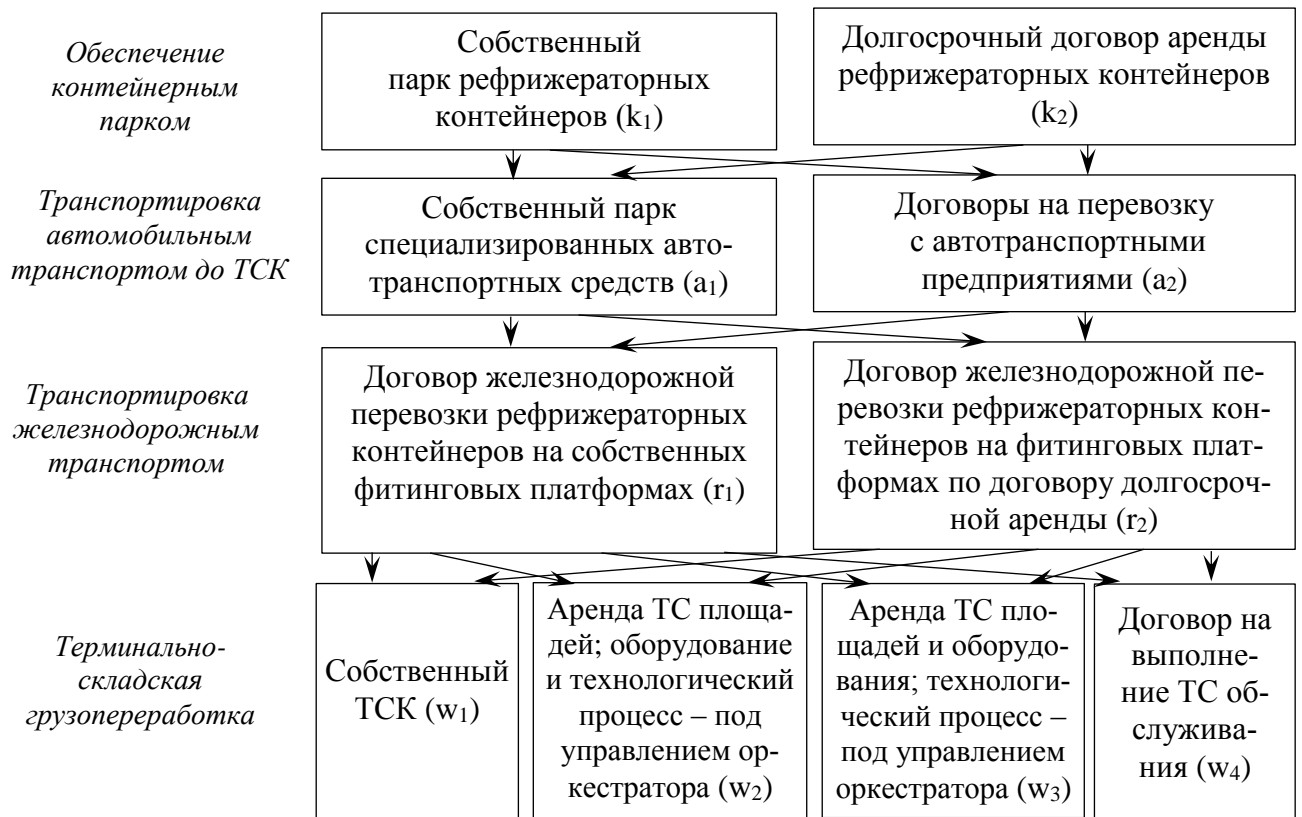 Обеспечение
контейнерным
парком
Собственный
парк рефрижераторных
контейнеров (k₁)
Долгосрочный договор аренды
рефрижераторных контейнеров
(k₂)
Транспортировка
автомобильным
транспортом до ТСК
Собственный парк
специализированных авто-
транспортных средств (a₁)
Договоры на перевозку
с автотранспортными
предприятиями (a₂)
Транспортировка
железнодорожным
транспортом
Договор железнодорожной
перевозки рефрижераторных
контейнеров на собственных
фитинговых платформах (r₁)
Договор железнодорожной пе-
ревозки рефрижераторных кон-
тейнеров на фитинговых плат-
формах по договору долгосроч-
ной аренды (r₂)
Терминально-
складская
грузопереработка
Собственный
ТСК (w₁)
Аренда ТС площа-
дей; оборудование
и технологический
процесс – под
управлением ор-
кестратора (w₂)
Аренда ТС пло-
щадей и оборудо-
вания; технологи-
ческий процесс –
под управлением
оркестратора (w₃)
Договор на
выполне-
ние ТС об-
служива-
ния (w₄)